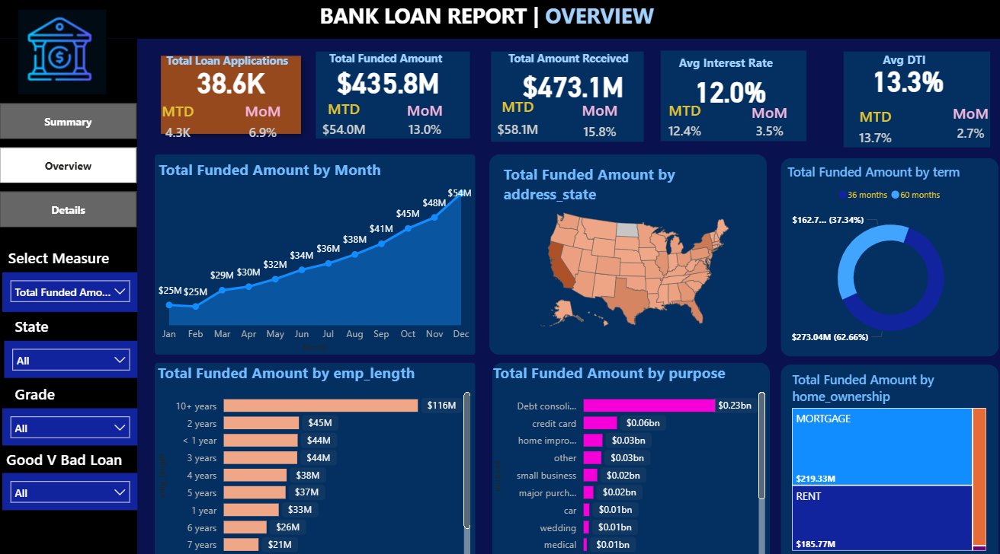 BANK LOAN REPORT | OVERVIEW
Summary
Overview
Details
Select Measure
Total Funded Amo...
State
All
Grade
All
Good V Bad Loan
All
Total Loan Applications
38.6K
MTD MoM
4.3K 6.9%
Total Funded Amount
$435.8M
MTD MoM
$54.0M 13.0%
Total Amount Received
$473.1M
MTD MoM
$58.1M 15.8%
Avg Interest Rate
12.0%
MTD MoM
12.4% 3.5%
Avg DTI
13.3%
MTD MoM
13.7% 2.7%
Total Funded Amount by Month
$25M $25M $29M $30M $32M $34M $36M $38M $41M $45M $48M $54M
Jan Feb Mar Apr May Jun Jul Aug Sep Oct Nov Dec
Total Funded Amount by
address_state
Total Funded Amount by term
36 months 60 months
$162.7... (37.34%)
$273.04M (62.66%)
Total Funded Amount by emp_length
10+ years $116M
2 years $45M
< 1 year $44M
3 years $44M
4 years $38M
5 years $37M
1 year $33M
6 years $26M
7 years $21M
Total Funded Amount by purpose
Debt consoli... $0.23bn
credit card $0.06bn
home impro... $0.03bn
other $0.03bn
small business $0.02bn
major purch... $0.02bn
car $0.01bn
wedding $0.01bn
medical $0.01bn
Total Funded Amount by
home_ownership
MORTGAGE
$219.33M
RENT
$185.77M